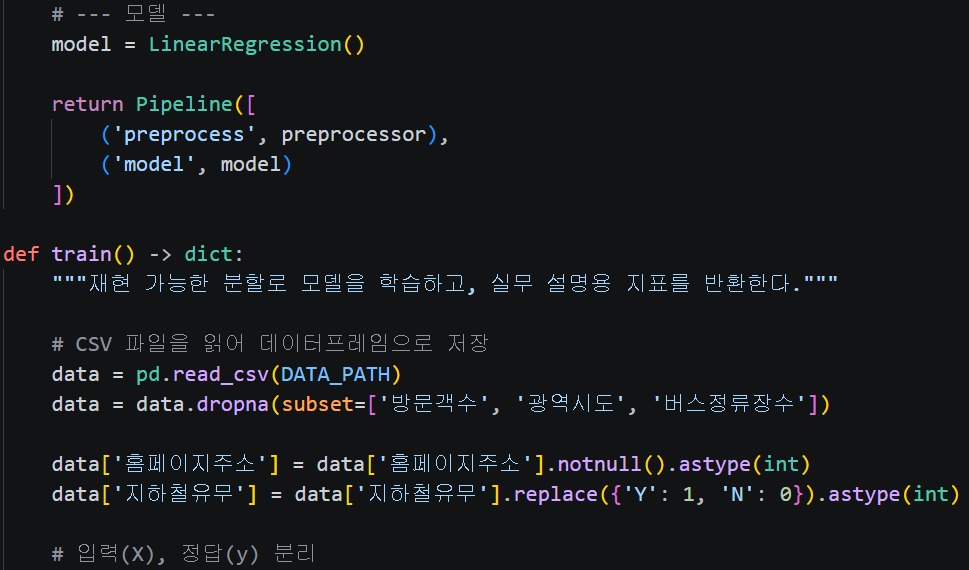 # --- 모델 ---
model = LinearRegression()
return Pipeline([
('preprocess', preprocessor),
('model', model)
])
def train() -> dict:
"""재현 가능한 분할로 모델을 학습하고, 실무 설명용 지표를 반환한다."""
# CSV 파일을 읽어 데이터프레임으로 저장
data = pd.read_csv(DATA_PATH)
data = data.dropna(subset=['방문객수', '광역시도', '버스정류장수'])
data['홈페이지주소'] = data['홈페이지주소'].notnull().astype(int)
data['지하철유무'] = data['지하철유무'].replace({'Y': 1, 'N': 0}).astype(int)
# 입력(X), 정답(y) 분리